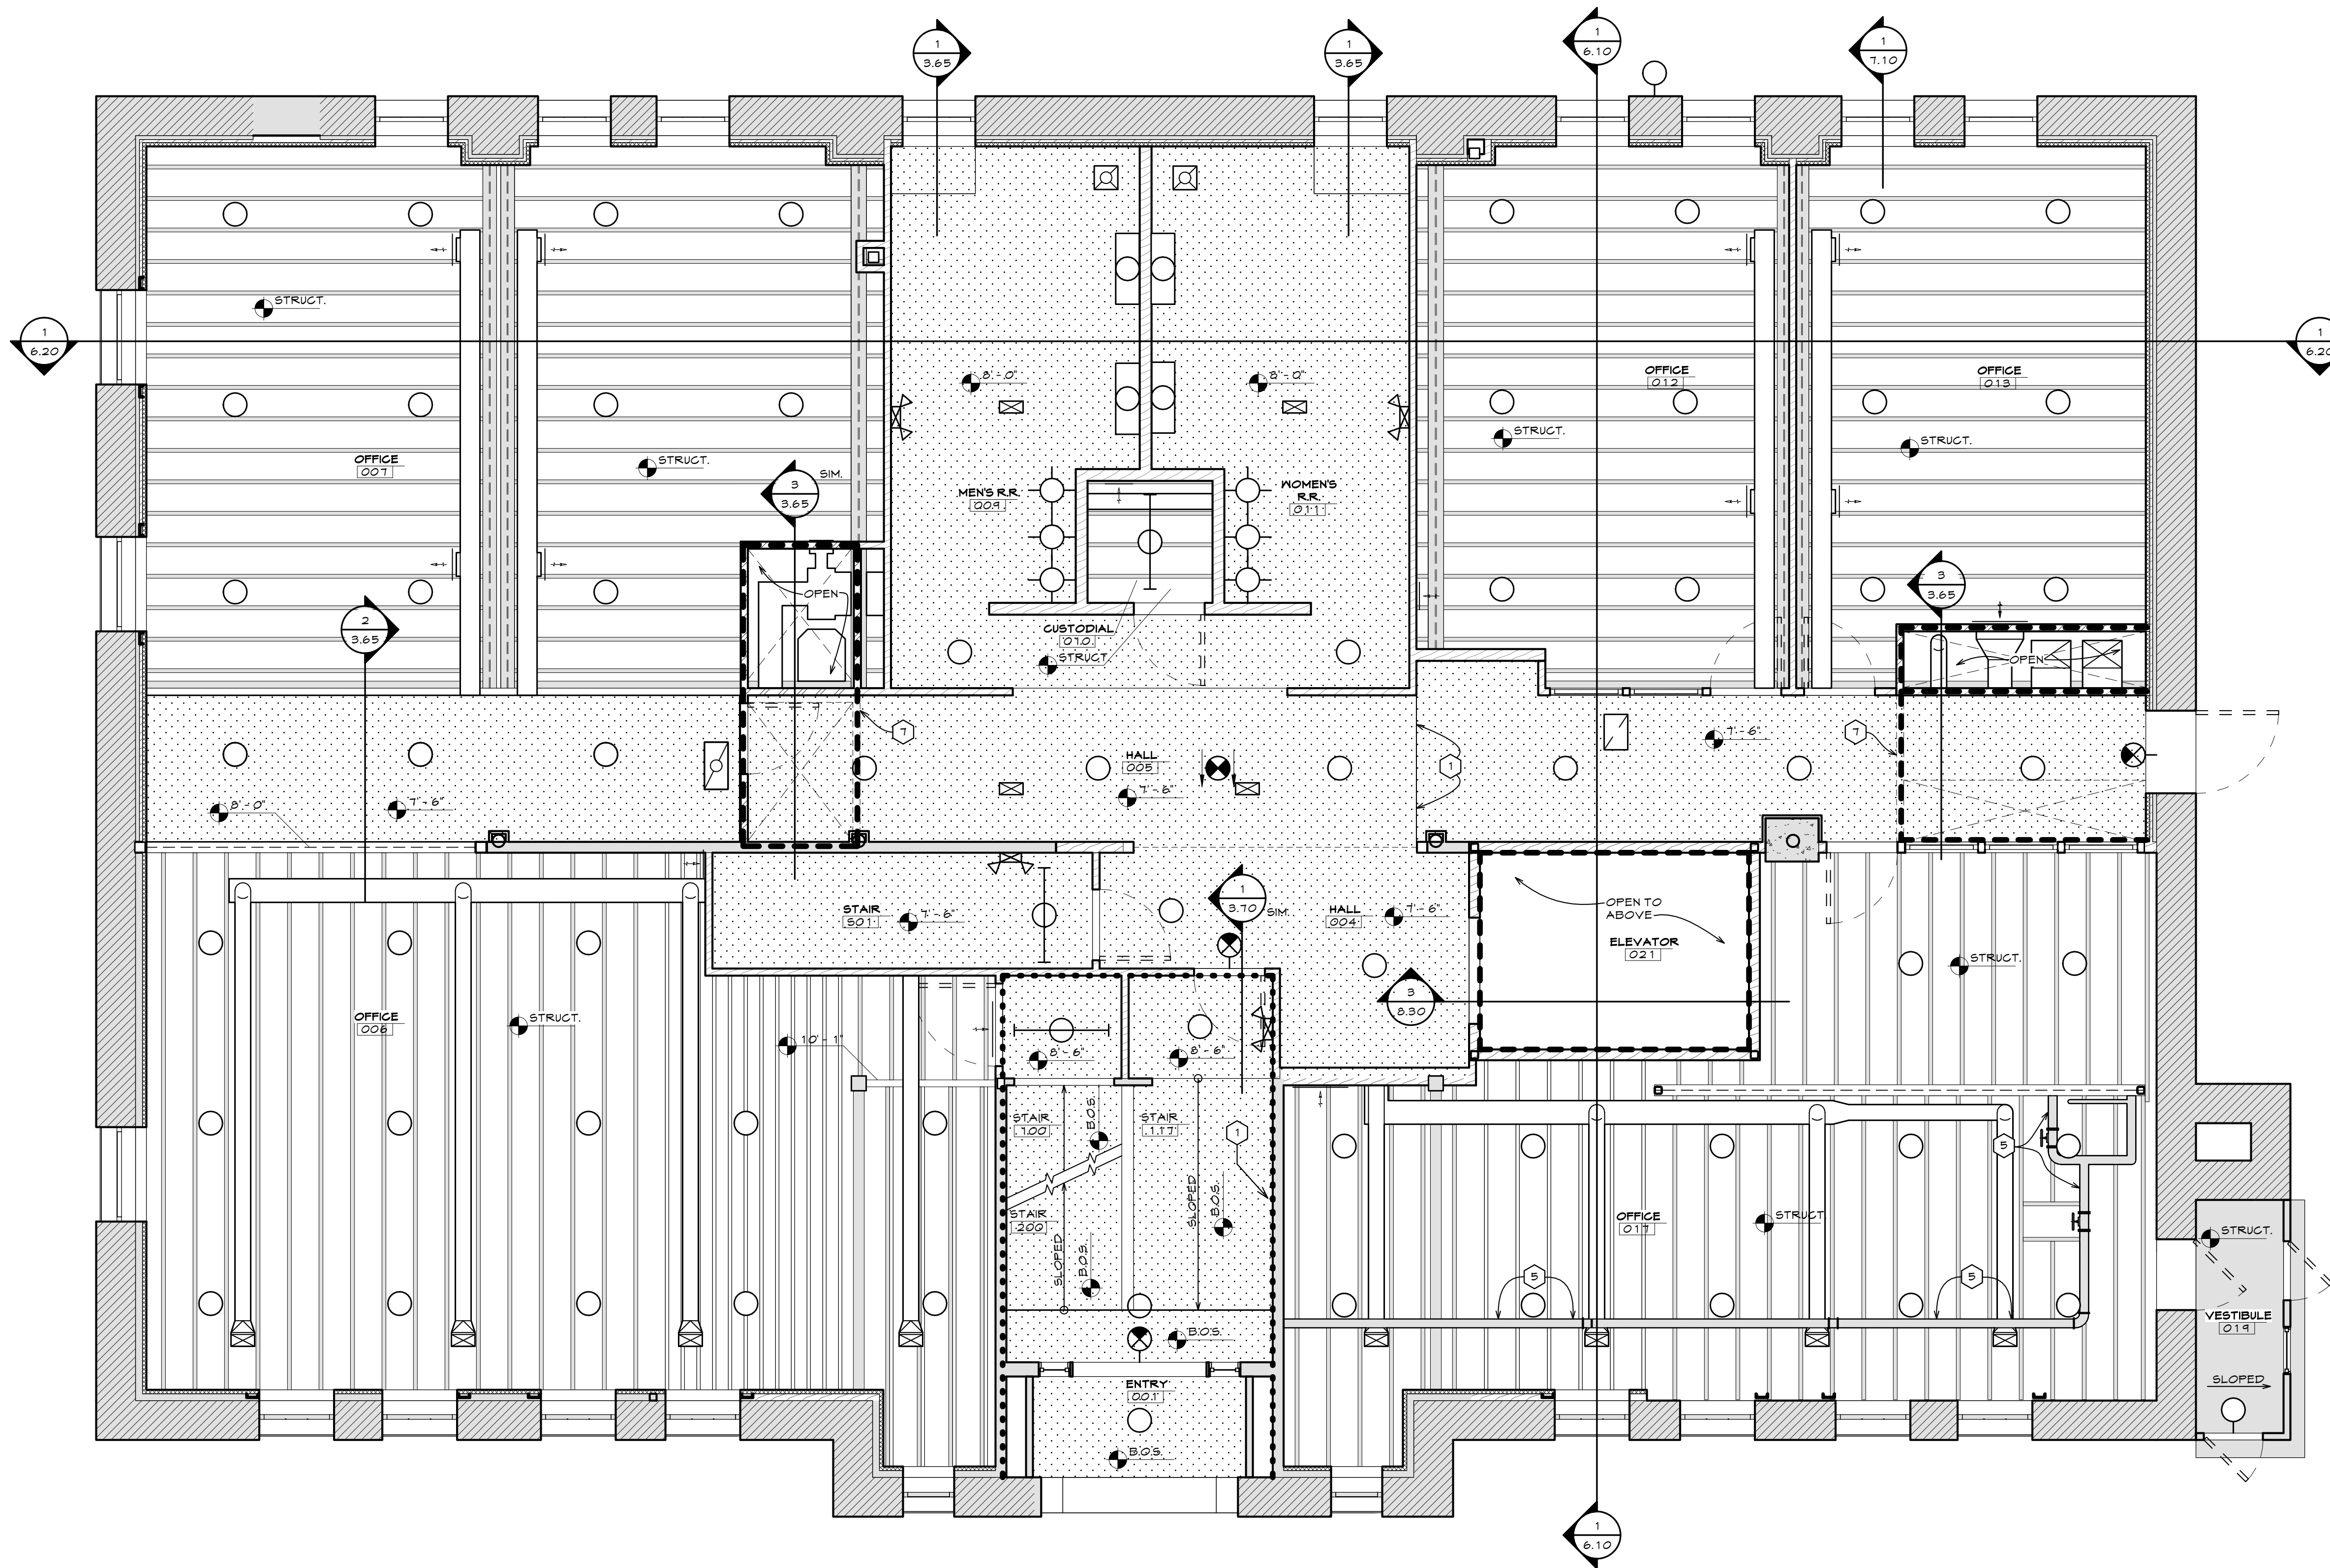 1
3.65
1
3.65
1
6.10
1
7.10
STRUCT.
1
6.20
1
6.20
8'-0"
8'-0"
OFFICE
012
OFFICE
013
OFFICE
007
STRUCT.
STRUCT.
STRUCT.
3
3.65
SIM.
MEN'S R.R.
009
WOMEN'S
R.R.
011
OPEN
3
3.65
2
3.65
CUSTODIAL
010
STRUCT.
OPEN
7
HALL
005
7'-6"
1
7'-6"
7
8'-0"
7'-6"
STAIR
S01
7'-6"
1
3.70
SIM.
HALL
004
7'-6"
OPEN TO
ABOVE
ELEVATOR
021
STRUCT.
3
8.30
OFFICE
006
STRUCT.
10'-1"
8'-6"
8'-6"
STAIR
100
B.O.S.
STAIR
117
1
5
STAIR
200
SLOPED
B.O.S.
SLOPED
B.O.S.
OFFICE
017
STRUCT.
STRUCT.
5
5
VESTIBULE
019
B.O.S.
SLOPED
ENTRY
001
B.O.S.
1
6.10